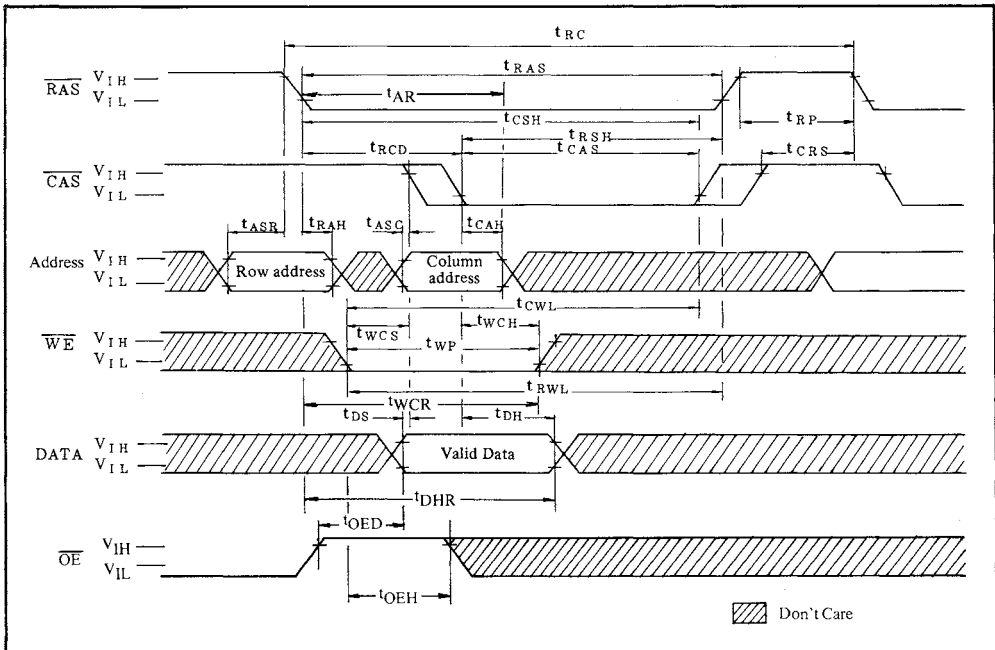 tRC
RAS VIH
VIL
tRAS
tAR
tCSH
tRP
tRSH
tRCD
tCAS
tCRS
CAS VIH
VIL
tASR
tRAH
tASC
tCAH
Address VIH
VIL
Row address
Column
address
tCWL
tWCS
tWCH
WE VIH
VIL
tWP
tRWL
tWCR
tDS
tDH
DATA VIH
VIL
Valid Data
tDHR
tOED
OE VIH
VIL
tOEH
Don't Care